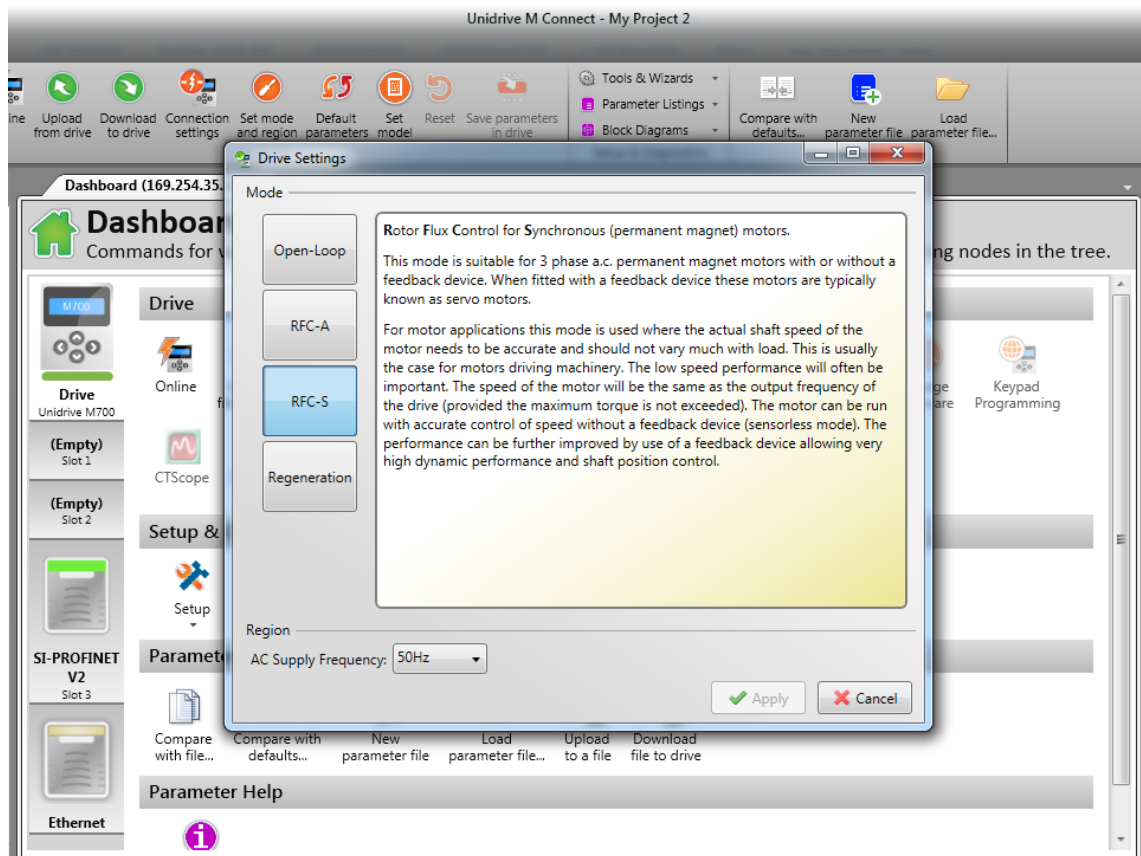 Unidrive M Connect - My Project 2
ine
Upload from drive
Download to drive
Connection settings
Set mode and region
Default parameters
Set model
Reset
Save parameters in drive
Tools & Wizards
Parameter Listings
Block Diagrams
Compare with defaults...
New parameter file
Load parameter file...
Dashboard (169.254.35.
Drive Settings
Dashboar
Commands for
ng nodes in the tree.
Mode
Open-Loop
RFC-A
RFC-S
Regeneration
Rotor Flux Control for Synchronous (permanent magnet) motors.
This mode is suitable for 3 phase a.c. permanent magnet motors with or without a
feedback device. When fitted with a feedback device these motors are typically
known as servo motors.
For motor applications this mode is used where the actual shaft speed of the
motor needs to be accurate and should not vary much with load. This is usually
the case for motors driving machinery. The low speed performance will often be
important. The speed of the motor will be the same as the output frequency of
the drive (provided the maximum torque is not exceeded). The motor can be run
with accurate control of speed without a feedback device (sensorless mode). The
performance can be further improved by use of a feedback device allowing very
high dynamic performance and shaft position control.
Region
AC Supply Frequency: 50Hz
Apply
Cancel
M700
Drive
Unidrive M700
(Empty)
Slot 1
(Empty)
Slot 2
SI-PROFINET
V2
Slot 3
Ethernet
Drive
Online
CTScope
ge
are
Keypad
Programming
Setup &
Setup
Paramet
Compare
with file...
Compare with
defaults...
New
parameter file
Load
parameter file...
Upload
to a file
Download
file to drive
Parameter Help